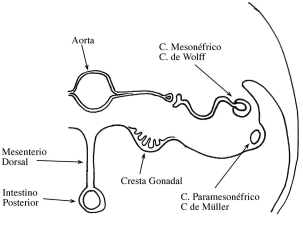 Aorta
C. Mesonéfrico
C. de Wolff
Mesenterio
Dorsal
Cresta Gonadal
Intestino
Posterior
C. Paramesonéfrico
C de Müller